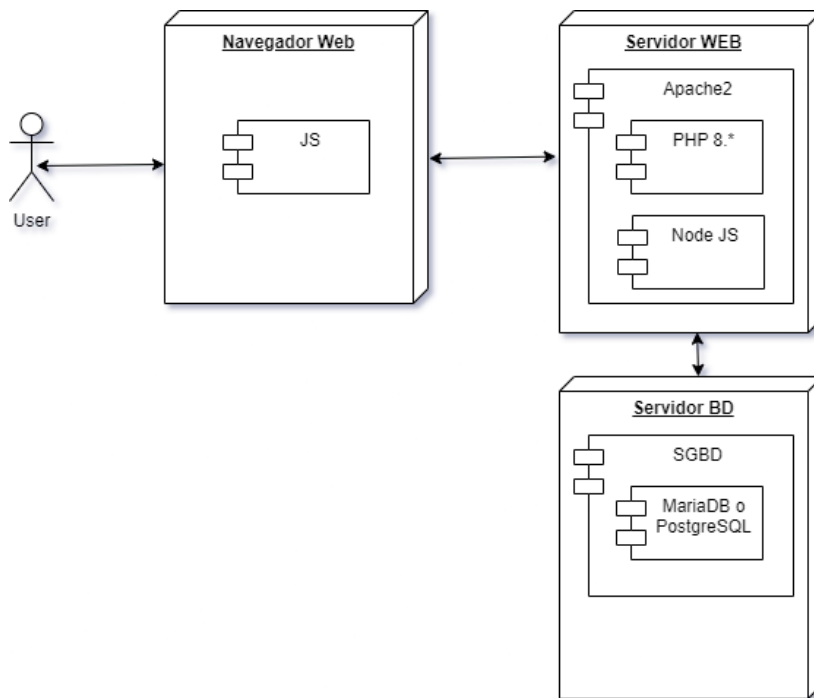 Navegador Web
JS
User
Servidor WEB
Apache2
PHP 8.*
Node JS
Servidor BD
SGBD
MariaDB o
PostgreSQL